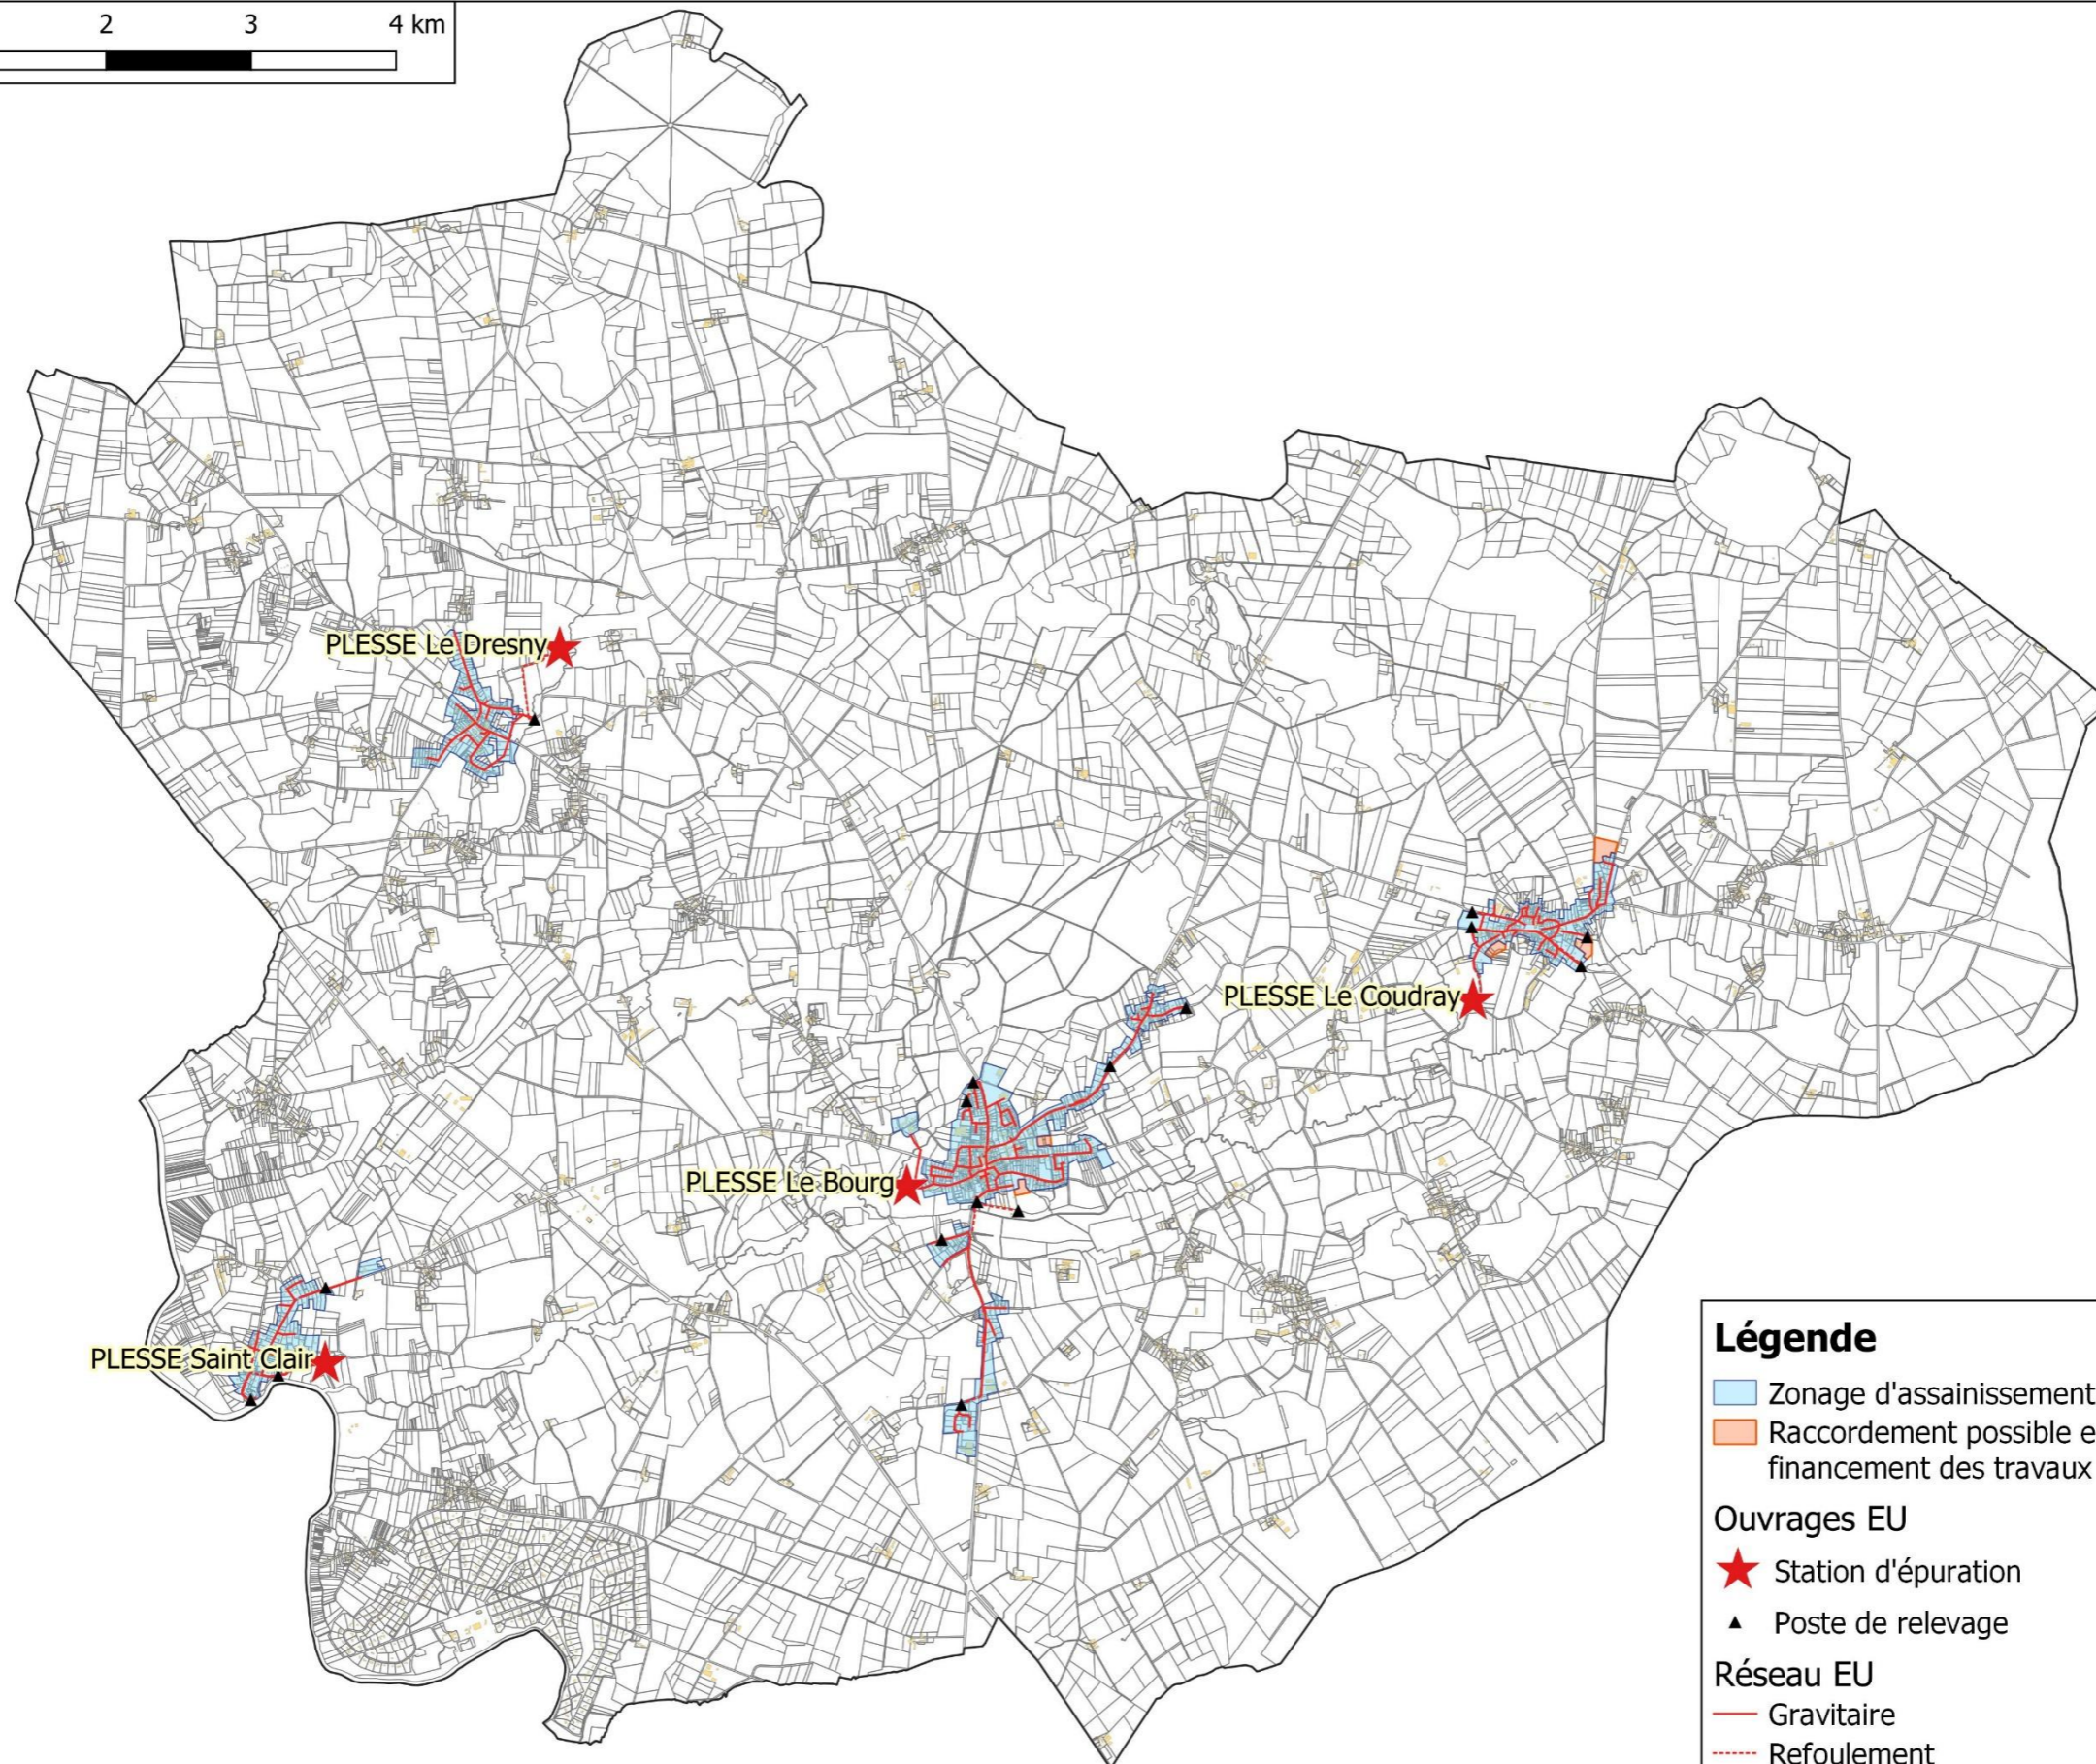 2 3 4 km
PLESSE Le Dresny
PLESSE Le Coudray
PLESSE Le Bourg
PLESSE Saint Clair
Légende
Zonage d'assainissement
Raccordement possible e
financement des travaux
Ouvrages EU
Station d'épuration
Poste de relevage
Réseau EU
Gravitaire
Refoulement